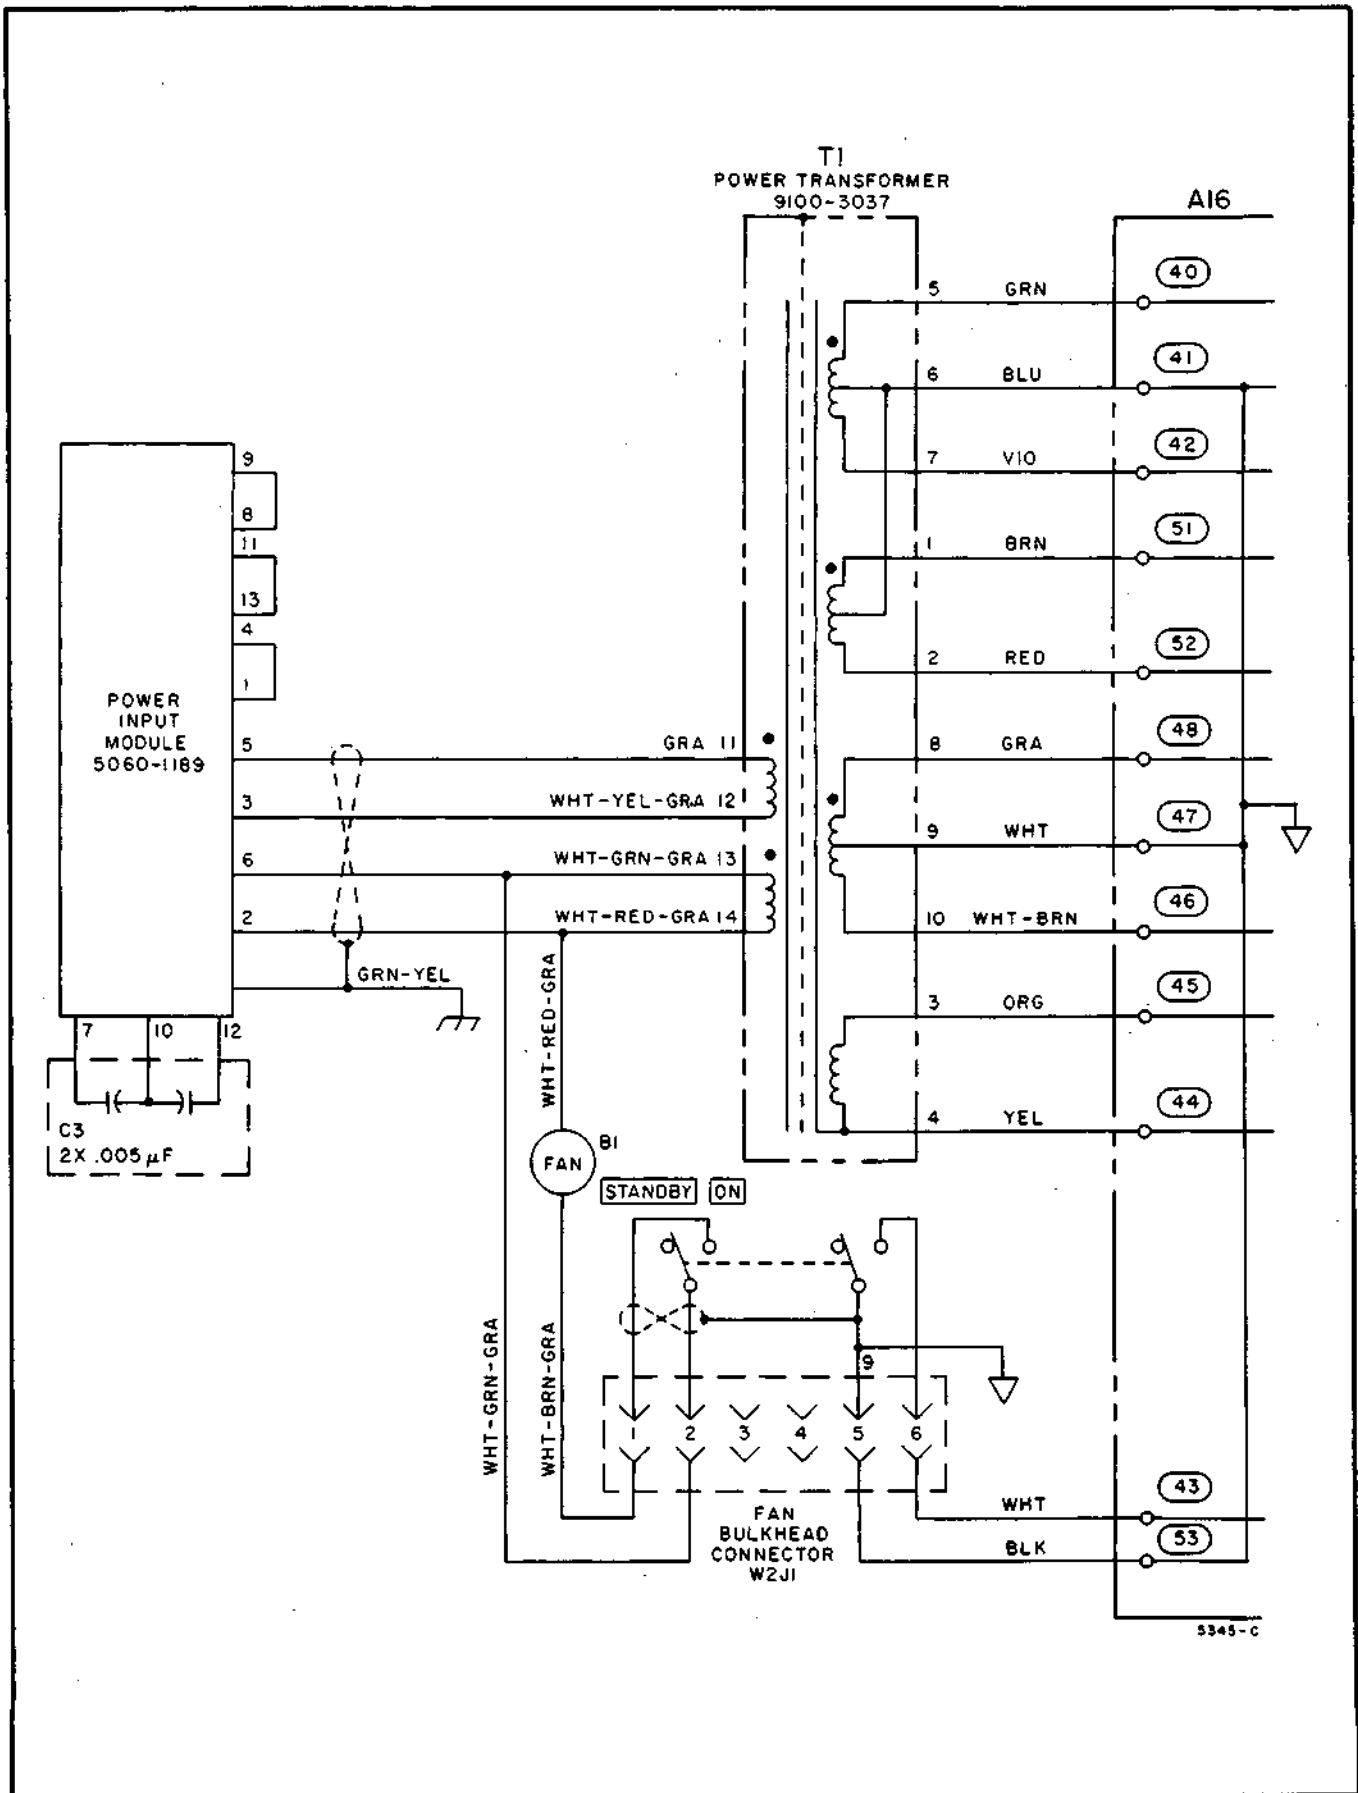 T1
POWER TRANSFORMER
9100-3037
A16
5 GRN 40
6 BLU 41
7 VIO 42
1 BRN 51
2 RED 52
8 GRA 48
9 WHT 47
10 WHT-BRN 46
3 ORG 45
4 YEL 44
9
8
11
13
4
1
POWER
INPUT
MODULE
5060-1189
5 GRA 11
3 WHT-YEL-GRA 12
6 WHT-GRN-GRA 13
2 WHT-RED-GRA 14
GRN-YEL
7 10 12
C3
2X .005 µF
WHT-RED-GRA
B1
FAN
STANDBY ON
WHT-GRN-GRA
WHT-BRN-GRA
9
2 3 4 5 6
FAN
BULKHEAD
CONNECTOR
W2J1
WHT 43
BLK 53
5345-C